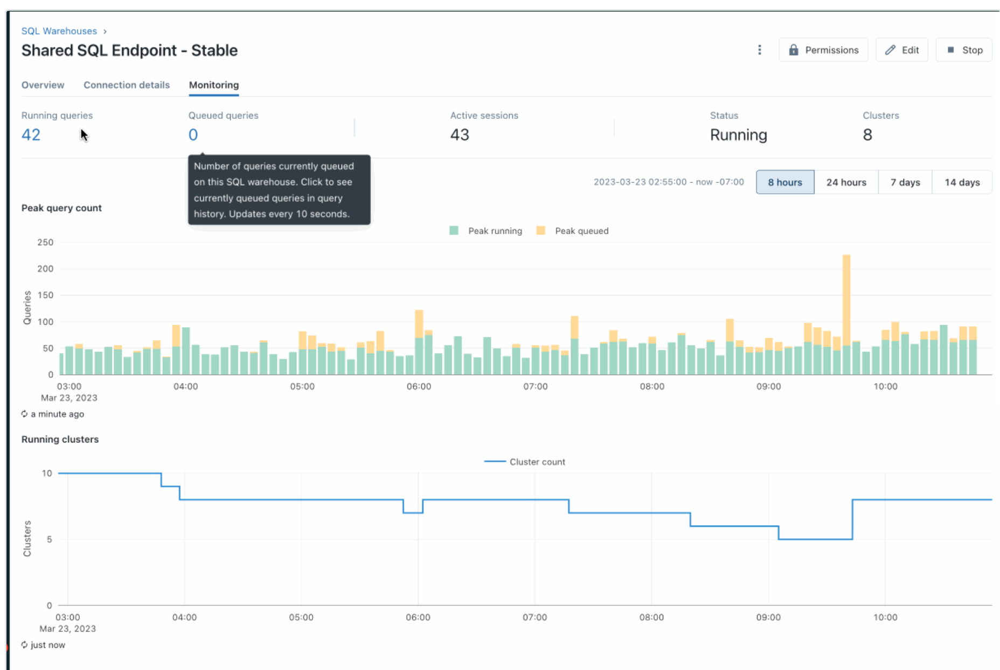 SQL Warehouses ›
Shared SQL Endpoint - Stable
Permissions
Edit
Stop
Overview
Connection details
Monitoring
Running queries
42
Queued queries
0
Active sessions
43
Status
Running
Clusters
8
Number of queries currently queued
on this SQL warehouse. Click to see
currently queued queries in query
history. Updates every 10 seconds.
2023-03-23 02:55:00 - now -07:00
8 hours
24 hours
7 days
14 days
Peak query count
Peak running
Peak queued
Queries
250
200
150
100
50
0
03:00
Mar 23, 2023
04:00
05:00
06:00
07:00
08:00
09:00
10:00
a minute ago
Running clusters
Cluster count
Clusters
10
5
0
03:00
Mar 23, 2023
04:00
05:00
06:00
07:00
08:00
09:00
10:00
just now